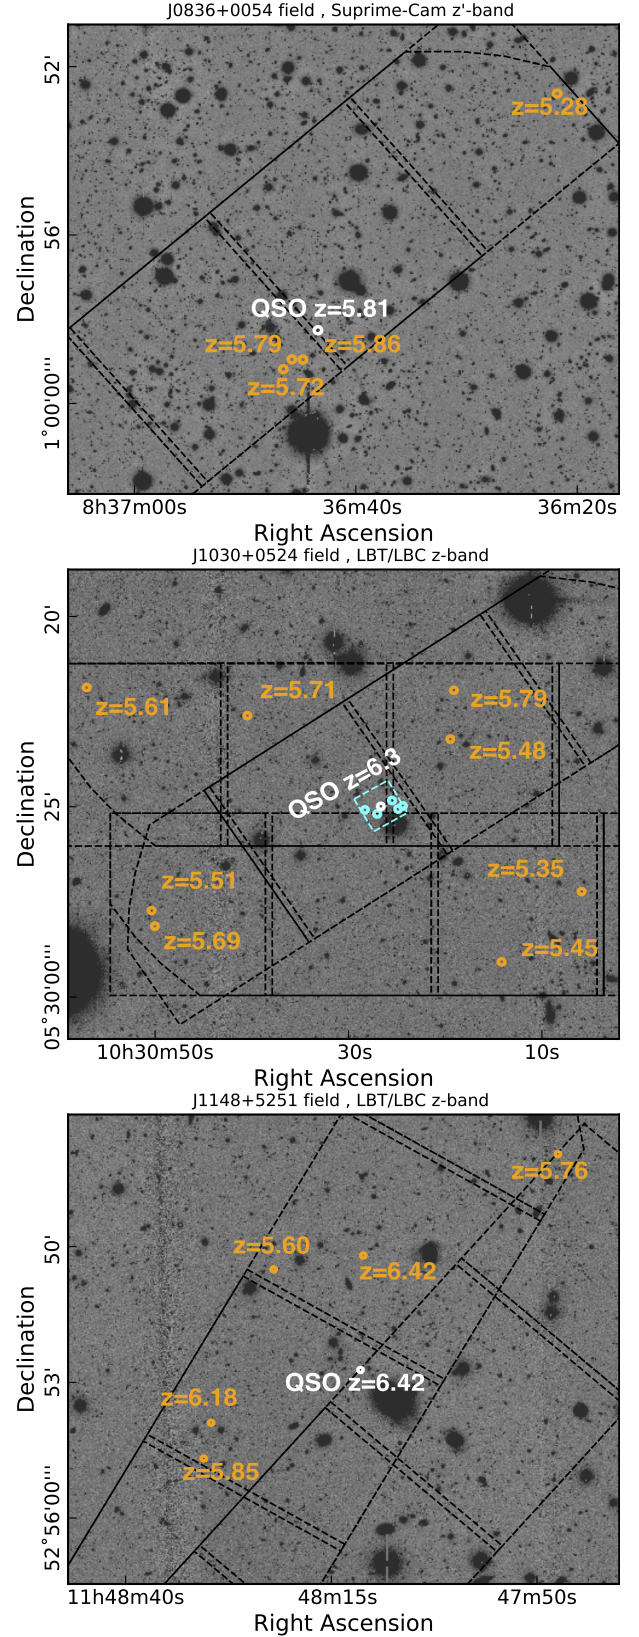 J0836+0054 field , Suprime-Cam z'-band
52'
z=5.28
56'
Declination
QSO z=5.81
z=5.79
z=5.86
z=5.72
1°00'00'''
8h37m00s
36m40s
36m20s
Right Ascension
J1030+0524 field , LBT/LBC z-band
20'
z=5.71
z=5.79
z=5.61
z=5.48
QSO z=6.3
25'
Declination
z=5.35
z=5.51
z=5.69
z=5.45
05°30'00'''
10h30m50s
30s
10s
Right Ascension
J1148+5251 field , LBT/LBC z-band
z=5.76
50'
z=5.60
z=6.42
Declination
53'
QSO z=6.42
z=6.18
z=5.85
52°56'00'''
11h48m40s
48m15s
47m50s
Right Ascension